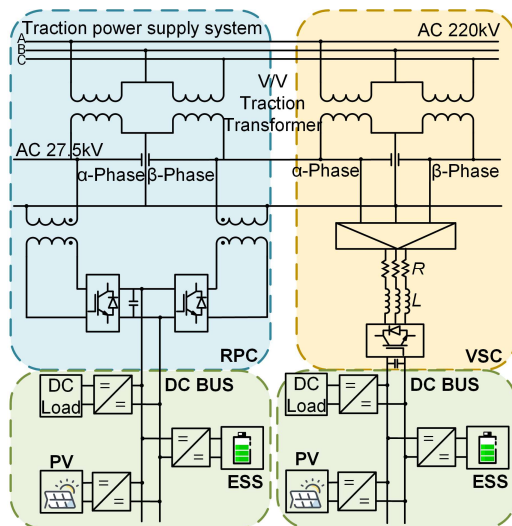 Traction power supply system
AC 220kV
A
B
C
V/V
Traction
Transformer
AC 27.5kV
α-Phase
β-Phase
α-Phase
β-Phase
R
L
RPC
VSC
DC
Load
DC BUS
DC
Load
DC BUS
PV
ESS
PV
ESS